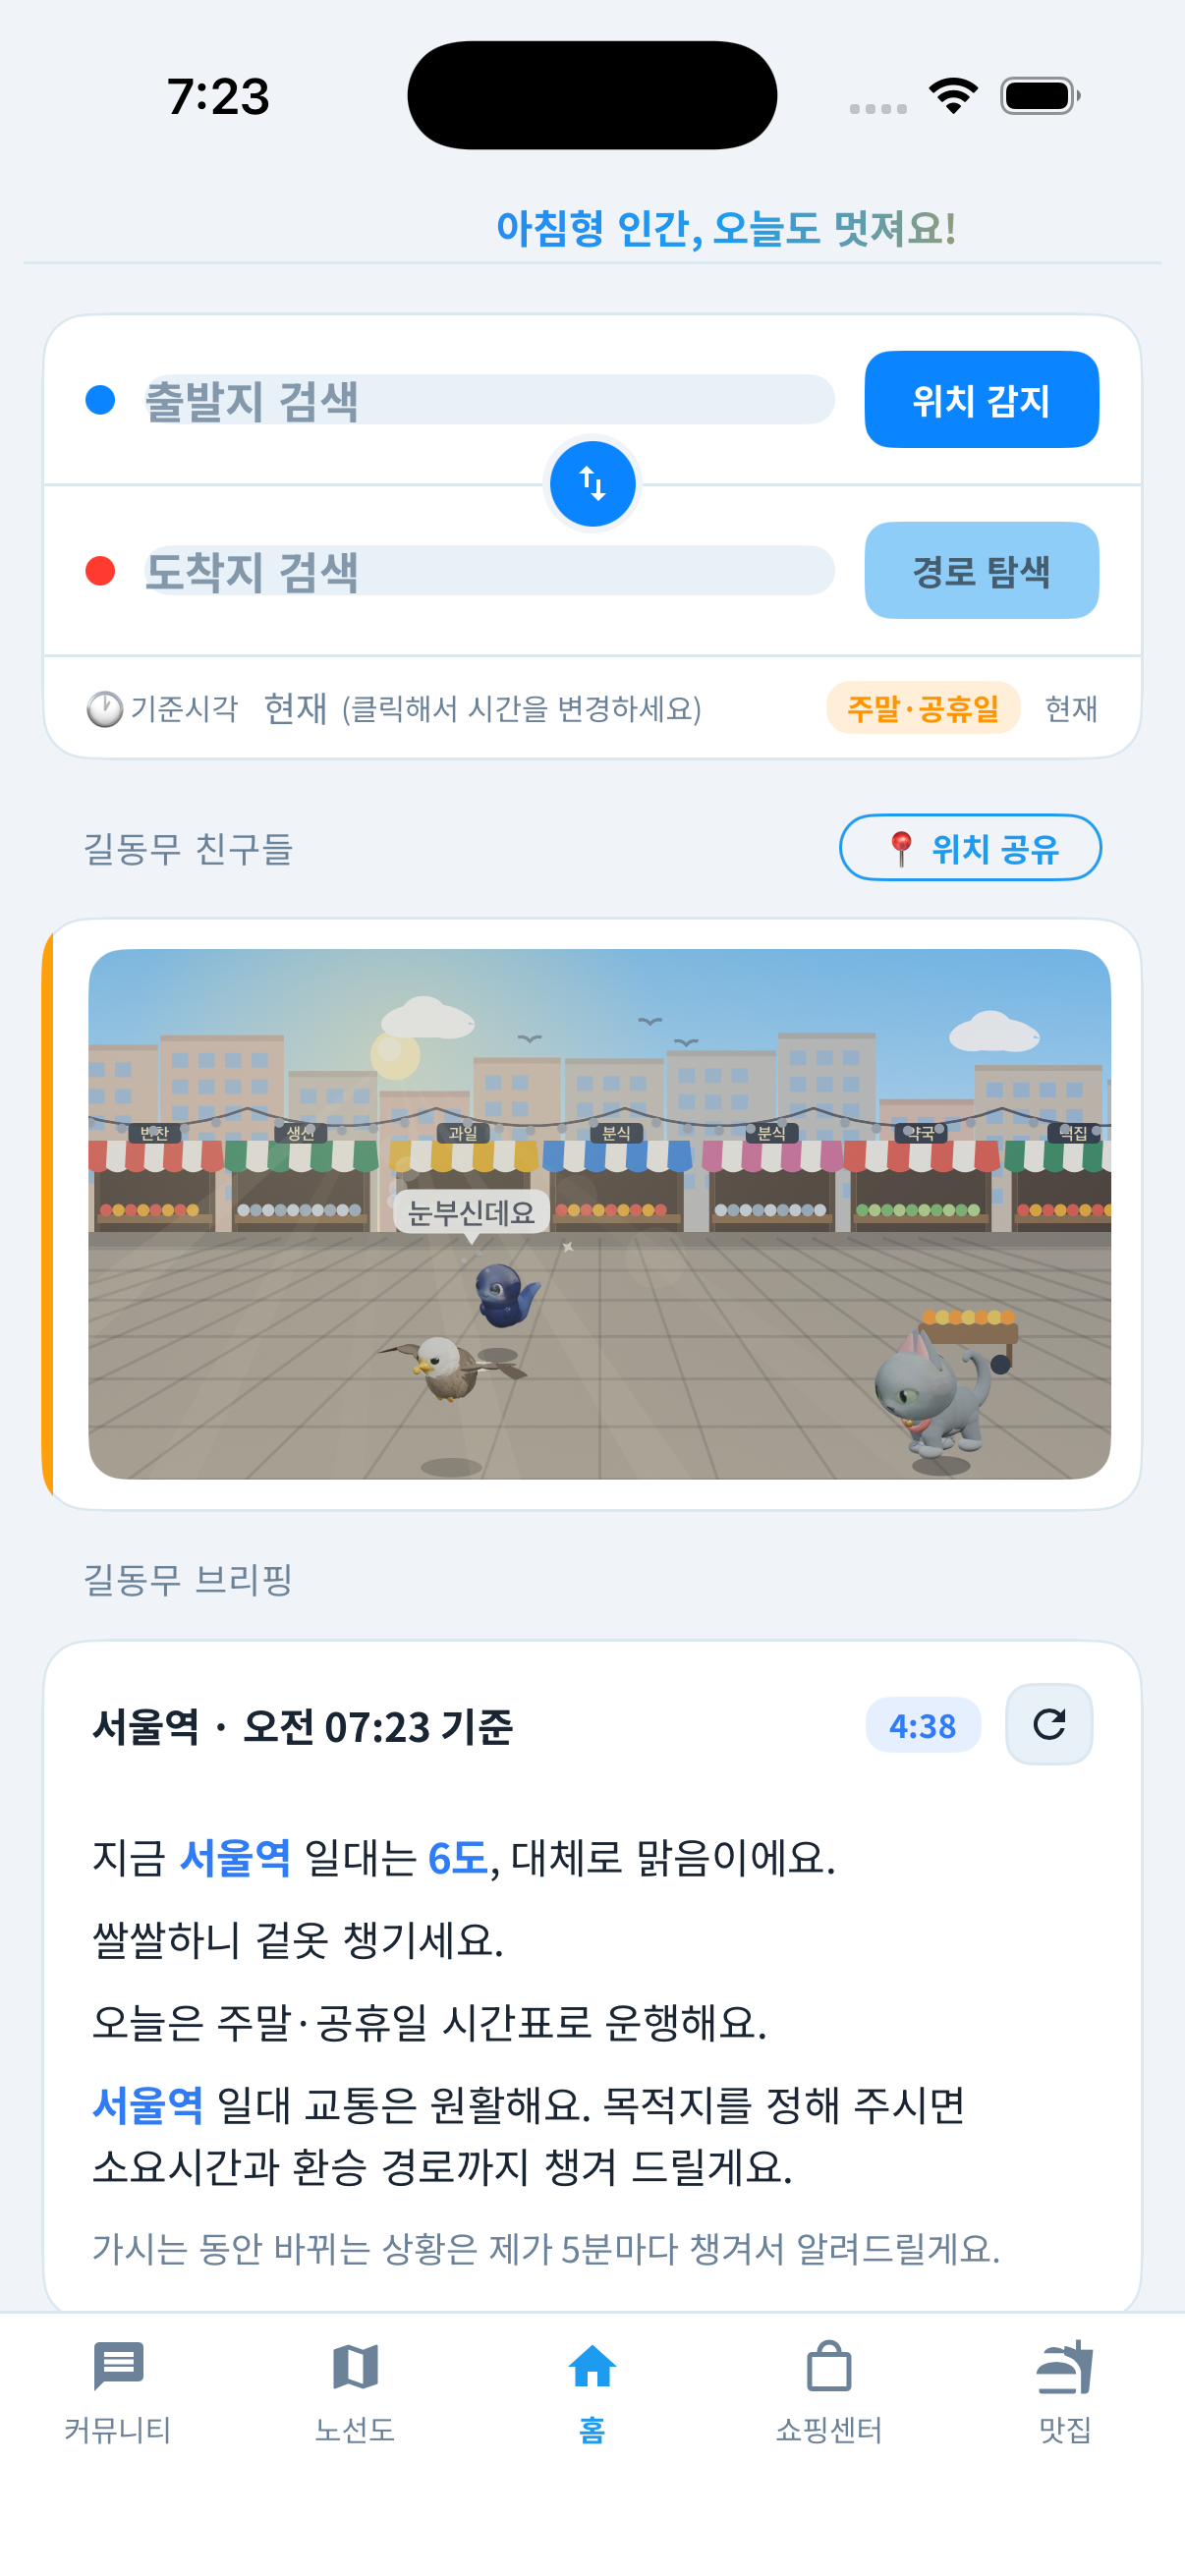 7:23
아침형 인간, 오늘도 멋져요!
출발지 검색
위치 감지
도착지 검색
경로 탐색
기준시각 현재 (클릭해서 시간을 변경하세요) 주말·공휴일 현재
길동무 친구들
위치 공유
반찬 생선 과일 분식 분식 약국 떡집
눈부신데요
길동무 브리핑
서울역 · 오전 07:23 기준
4:38
지금 서울역 일대는 6도, 대체로 맑음이에요.
쌀쌀하니 겉옷 챙기세요.
오늘은 주말·공휴일 시간표로 운행해요.
서울역 일대 교통은 원활해요. 목적지를 정해 주시면
소요시간과 환승 경로까지 챙겨 드릴게요.
가시는 동안 바뀌는 상황은 제가 5분마다 챙겨서 알려드릴게요.
커뮤니티 노선도 홈 쇼핑센터 맛집